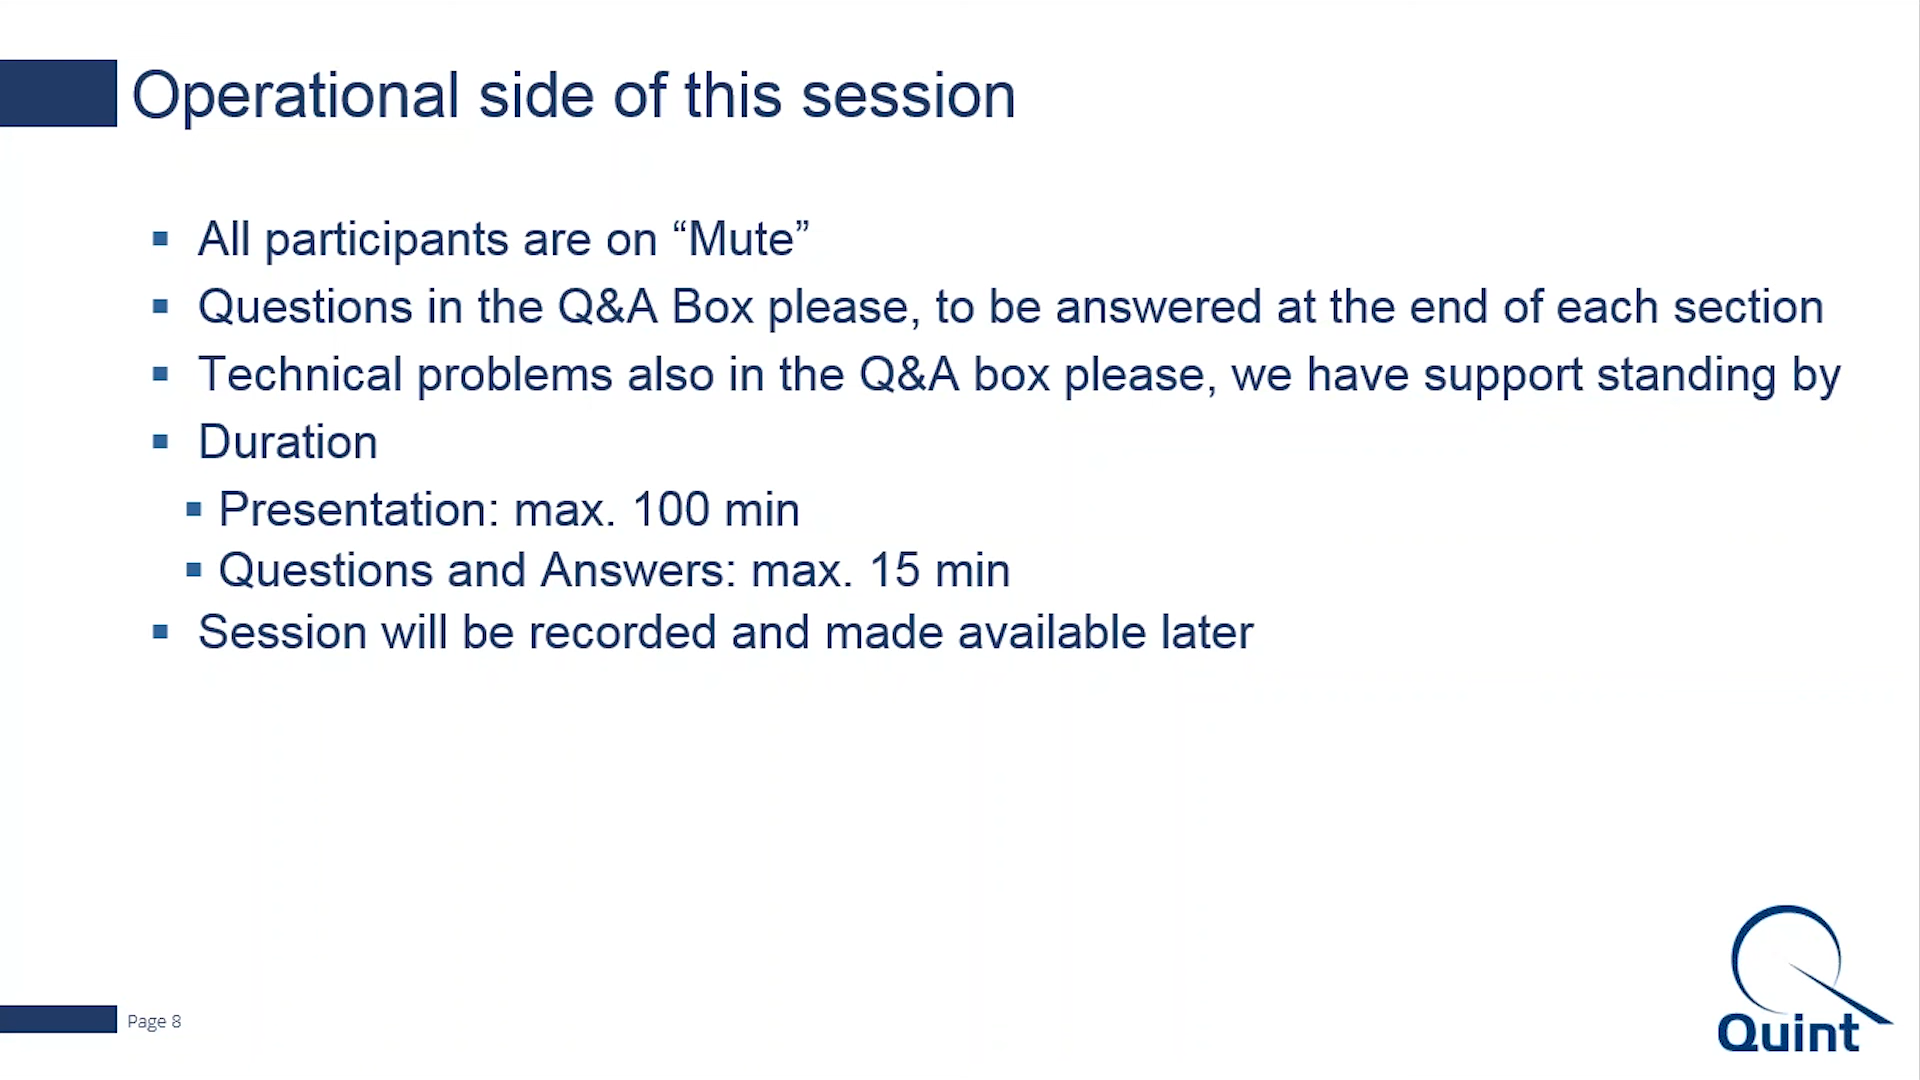 Operational side of this session
All participants are on “Mute”
Questions in the Q&A Box please, to be answered at the end of each section
Technical problems also in the Q&A box please, we have support standing by
Duration
Presentation: max. 100 min
Questions and Answers: max. 15 min
Session will be recorded and made available later
Page 8
Quint